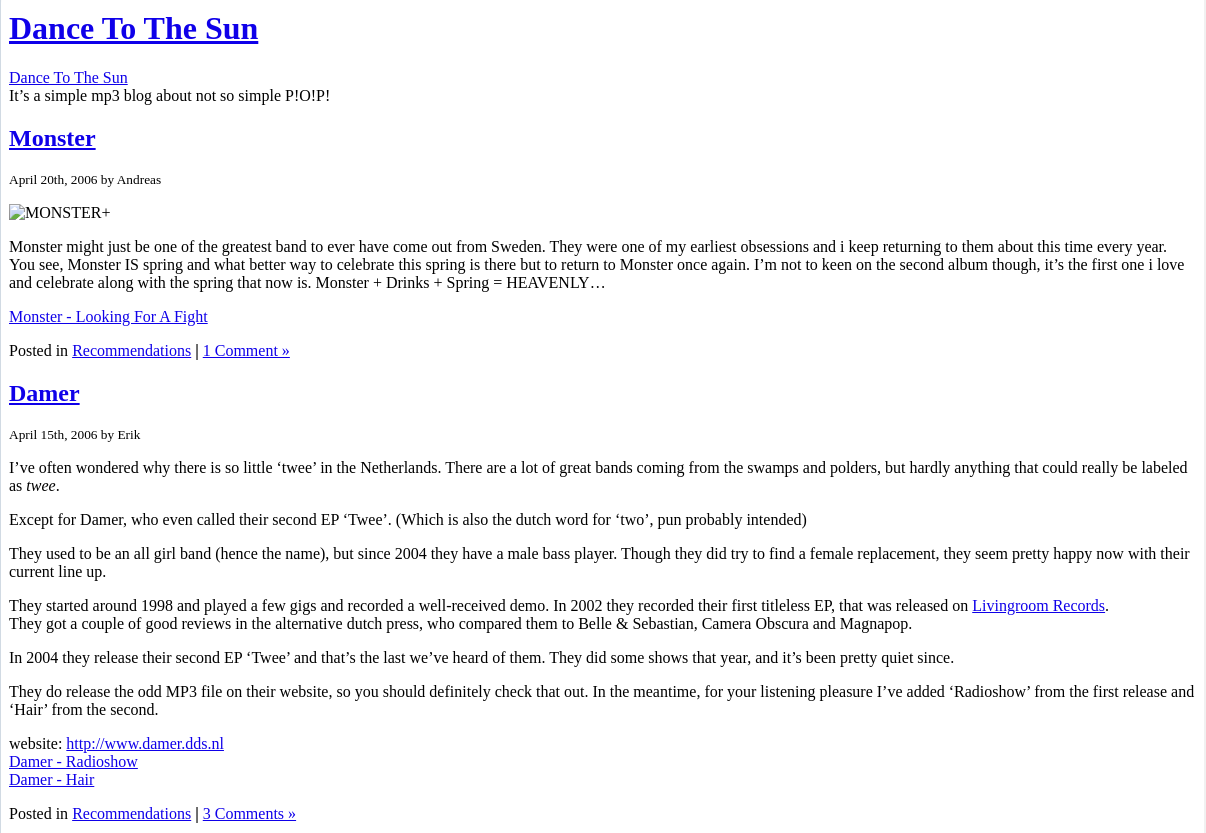 Dance To The Sun
Dance To The Sun
It’s a simple mp3 blog about not so simple P!O!P!
Monster
April 20th, 2006 by Andreas
MONSTER+
Monster might just be one of the greatest band to ever have come out from Sweden. They were one of my earliest obsessions and i keep returning to them about this time every year.
You see, Monster IS spring and what better way to celebrate this spring is there but to return to Monster once again. I’m not to keen on the second album though, it’s the first one i love
and celebrate along with the spring that now is. Monster + Drinks + Spring = HEAVENLY…
Monster - Looking For A Fight
Posted in Recommendations | 1 Comment »
Damer
April 15th, 2006 by Erik
I’ve often wondered why there is so little ‘twee’ in the Netherlands. There are a lot of great bands coming from the swamps and polders, but hardly anything that could really be labeled
as twee.
Except for Damer, who even called their second EP ‘Twee’. (Which is also the dutch word for ‘two’, pun probably intended)
They used to be an all girl band (hence the name), but since 2004 they have a male bass player. Though they did try to find a female replacement, they seem pretty happy now with their
current line up.
They started around 1998 and played a few gigs and recorded a well-received demo. In 2002 they recorded their first titleless EP, that was released on Livingroom Records.
They got a couple of good reviews in the alternative dutch press, who compared them to Belle & Sebastian, Camera Obscura and Magnapop.
In 2004 they release their second EP ‘Twee’ and that’s the last we’ve heard of them. They did some shows that year, and it’s been pretty quiet since.
They do release the odd MP3 file on their website, so you should definitely check that out. In the meantime, for your listening pleasure I’ve added ‘Radioshow’ from the first release and
‘Hair’ from the second.
website: http://www.damer.dds.nl
Damer - Radioshow
Damer - Hair
Posted in Recommendations | 3 Comments »